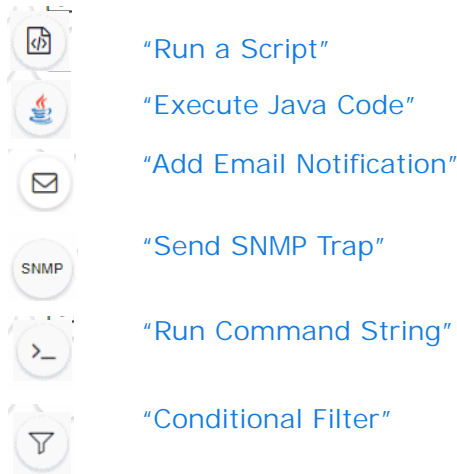 “Run a Script”
“Execute Java Code”
“Add Email Notification”
SNMP “Send SNMP Trap”
“Run Command String”
“Conditional Filter”